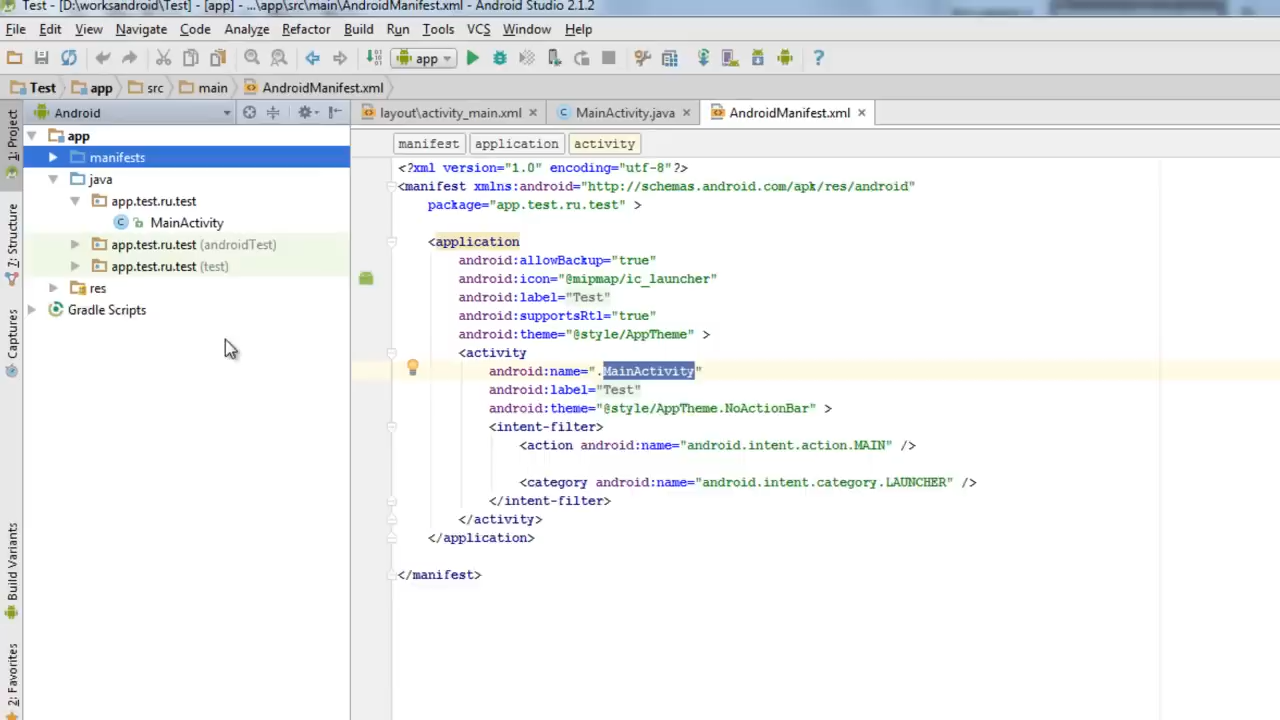 Test - [D:\worksandroid\Test] - [app] - ...\app\src\main\AndroidManifest.xml - Android Studio 2.1.2
File Edit View Navigate Code Analyze Refactor Build Run Tools VCS Window Help
app
Test app src main AndroidManifest.xml
Android
layout\activity_main.xml MainActivity.java AndroidManifest.xml
1: Project
Z: Structure
Captures
Build Variants
2: Favorites
app
manifests
java
app.test.ru.test
MainActivity
app.test.ru.test (androidTest)
app.test.ru.test (test)
res
Gradle Scripts
manifest application activity
<?xml version="1.0" encoding="utf-8"?>
<manifest xmlns:android="http://schemas.android.com/apk/res/android"
package="app.test.ru.test" >
<application
android:allowBackup="true"
android:icon="@mipmap/ic_launcher"
android:label="Test"
android:supportsRtl="true"
android:theme="@style/AppTheme" >
<activity
android:name=".MainActivity"
android:label="Test"
android:theme="@style/AppTheme.NoActionBar" >
<intent-filter>
<action android:name="android.intent.action.MAIN" />
<category android:name="android.intent.category.LAUNCHER" />
</intent-filter>
</activity>
</application>
</manifest>